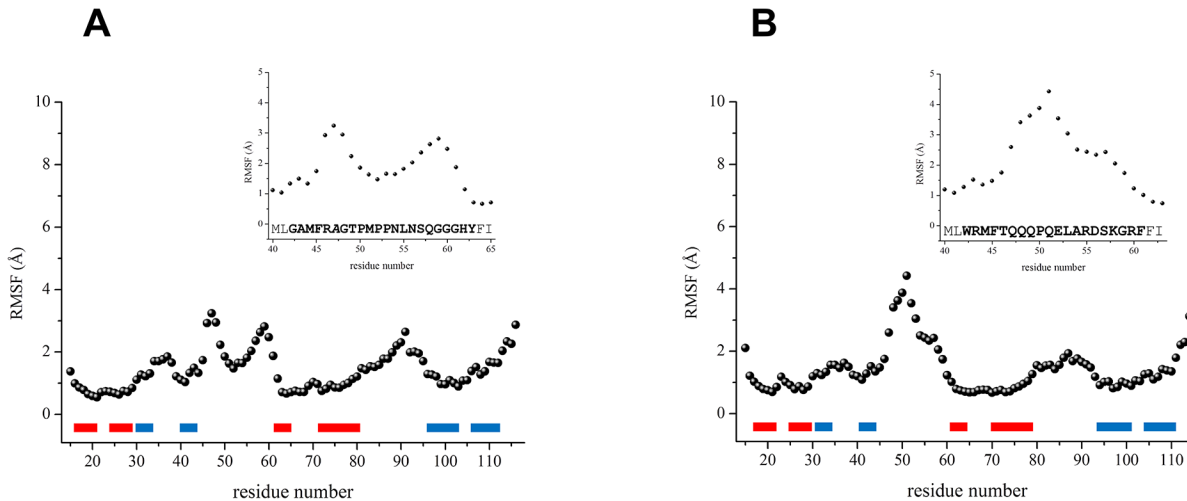 A
B
10
8
6
4
2
0
RMSF (Å)
20 30 40 50 60 70 80 90 100 110
residue number
5
4
3
2
1
0
RMSF (Å)
MLGAMFRAGTPMPPNLNSQGGGHYFI
40 45 50 55 60 65
residue number
10
8
6
4
2
0
RMSF (Å)
20 30 40 50 60 70 80 90 100 110
residue number
5
4
3
2
1
0
RMSF (Å)
MLWRMFTQQQPQELARDSKGRFFI
40 45 50 55 60
residue number